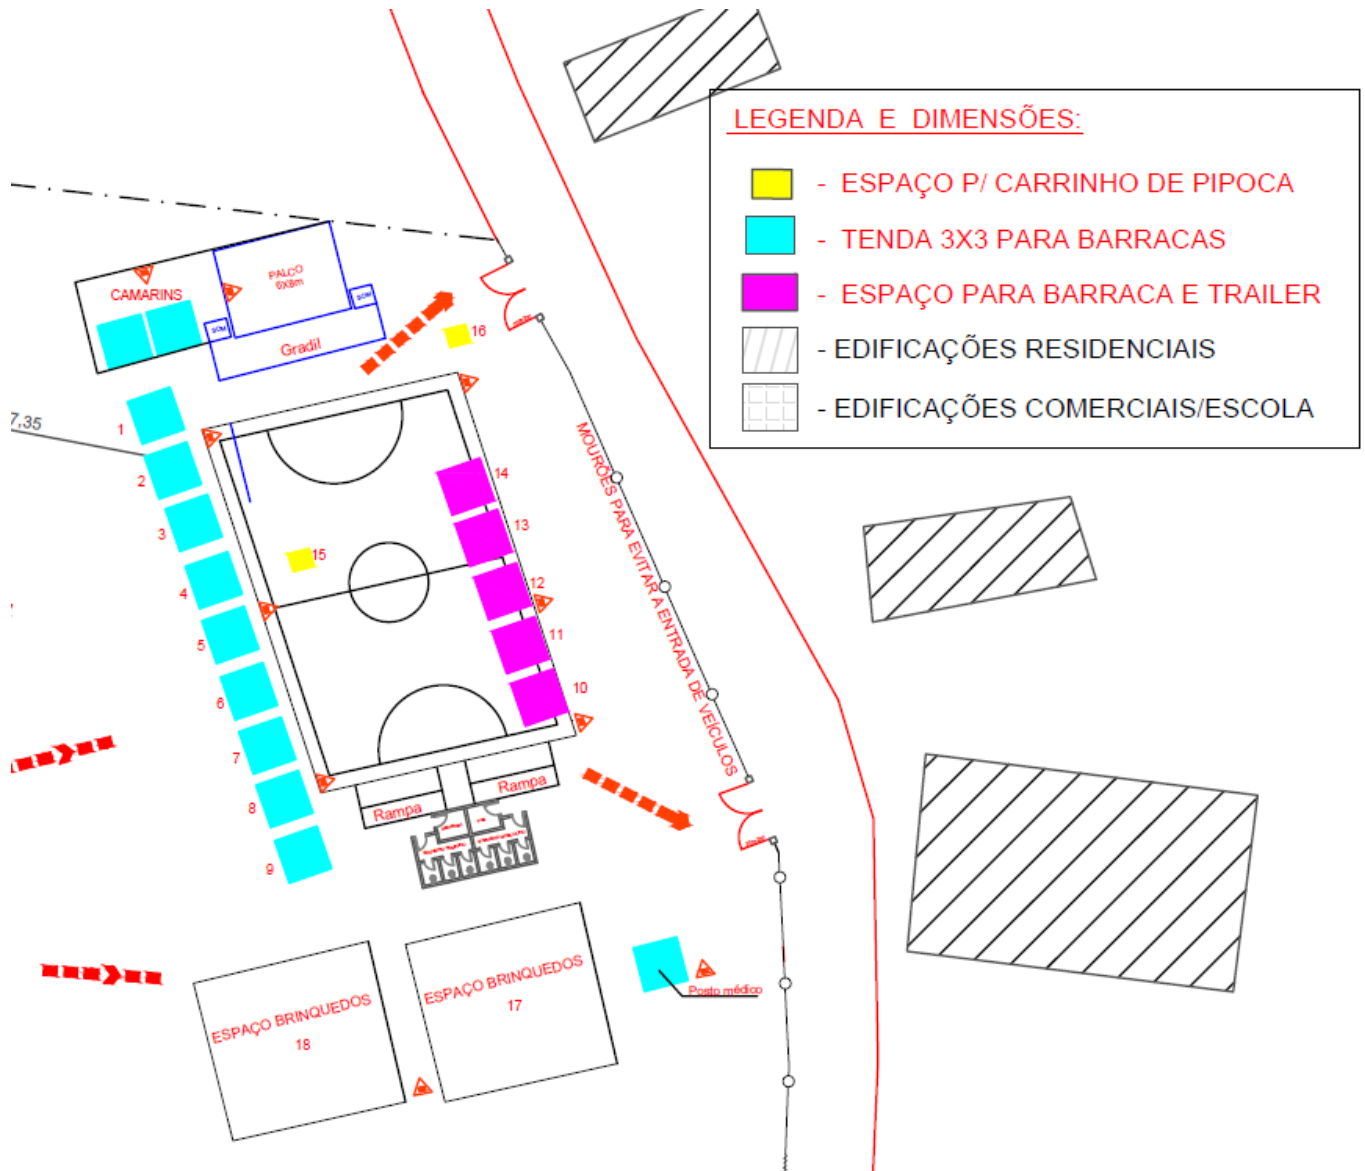 LEGENDA E DIMENSÕES:
- ESPAÇO P/ CARRINHO DE PIPOCA
- TENDA 3X3 PARA BARRACAS
- ESPAÇO PARA BARRACA E TRAILER
- EDIFICAÇÕES RESIDENCIAIS
- EDIFICAÇÕES COMERCIAIS/ESCOLA
PALCO
6X8m
CAMARINS
SOM
SOM
Gradil
16
7,35
1
2
3
4
5
6
7
8
9
14
13
12
11
10
15
MOURÕES PARA EVITAR A ENTRADA DE VEÍCULOS
Rampa
Rampa
ESPAÇO BRINQUEDOS
17
ESPAÇO BRINQUEDOS
18
Posto médico